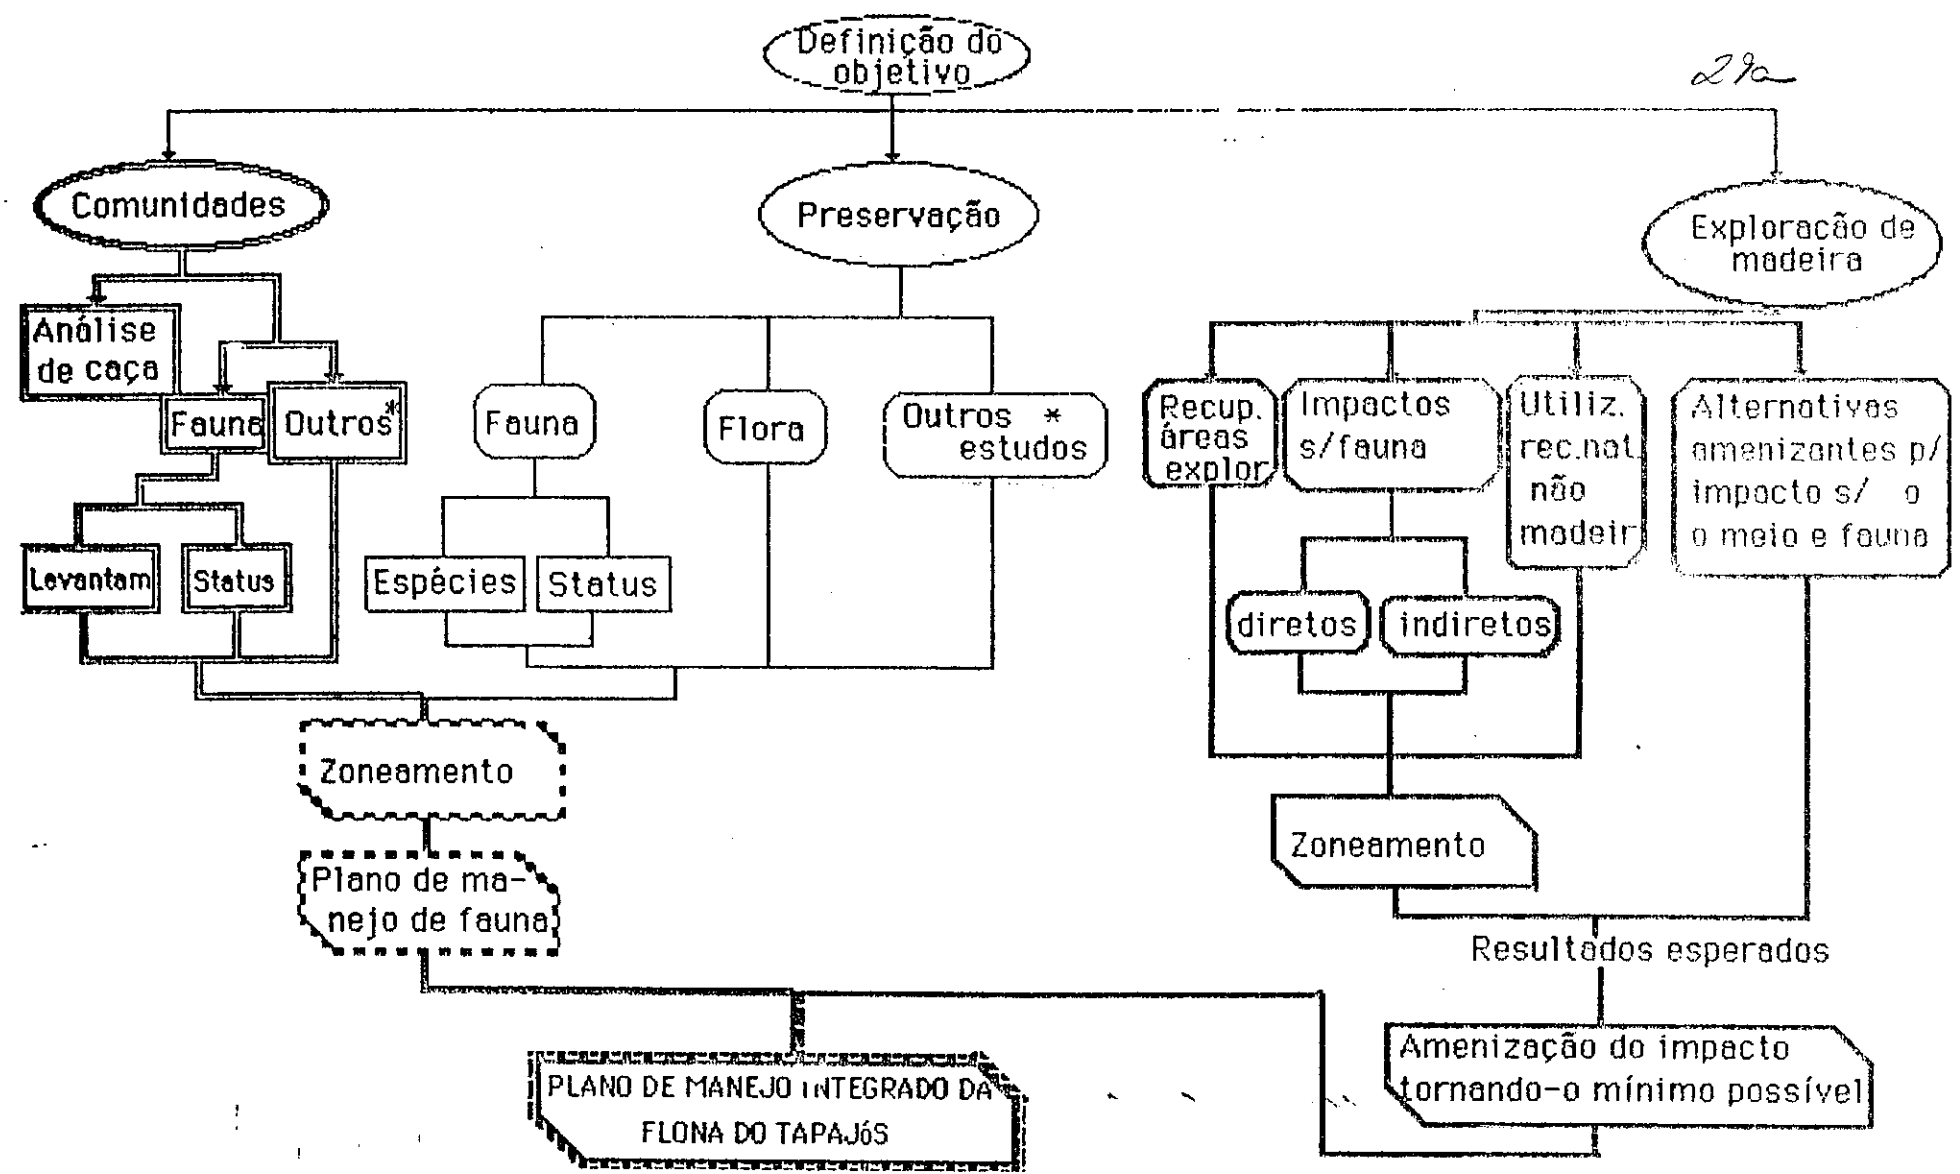 Definição do
objetivo
Comunidades
Preservação
Exploração de
madeira
Análise
de caça
Fauna
Outros*
Fauna
Flora
Outros *
estudos
Recup.
áreas
explor
Impactos
s/fauna
Utiliz.
rec.nat.
não
madeir
Alternativas
amenizantes p/
impacto s/ o
o meio e fauna
Levantam
Status
Espécies
Status
diretos
indiretos
Zoneamento
Zoneamento
Plano de ma-
nejo de fauna
Resultados esperados
Amenização do impacto
tornando-o mínimo possível
PLANO DE MANEJO INTEGRADO DA
FLONA DO TAPAJóS